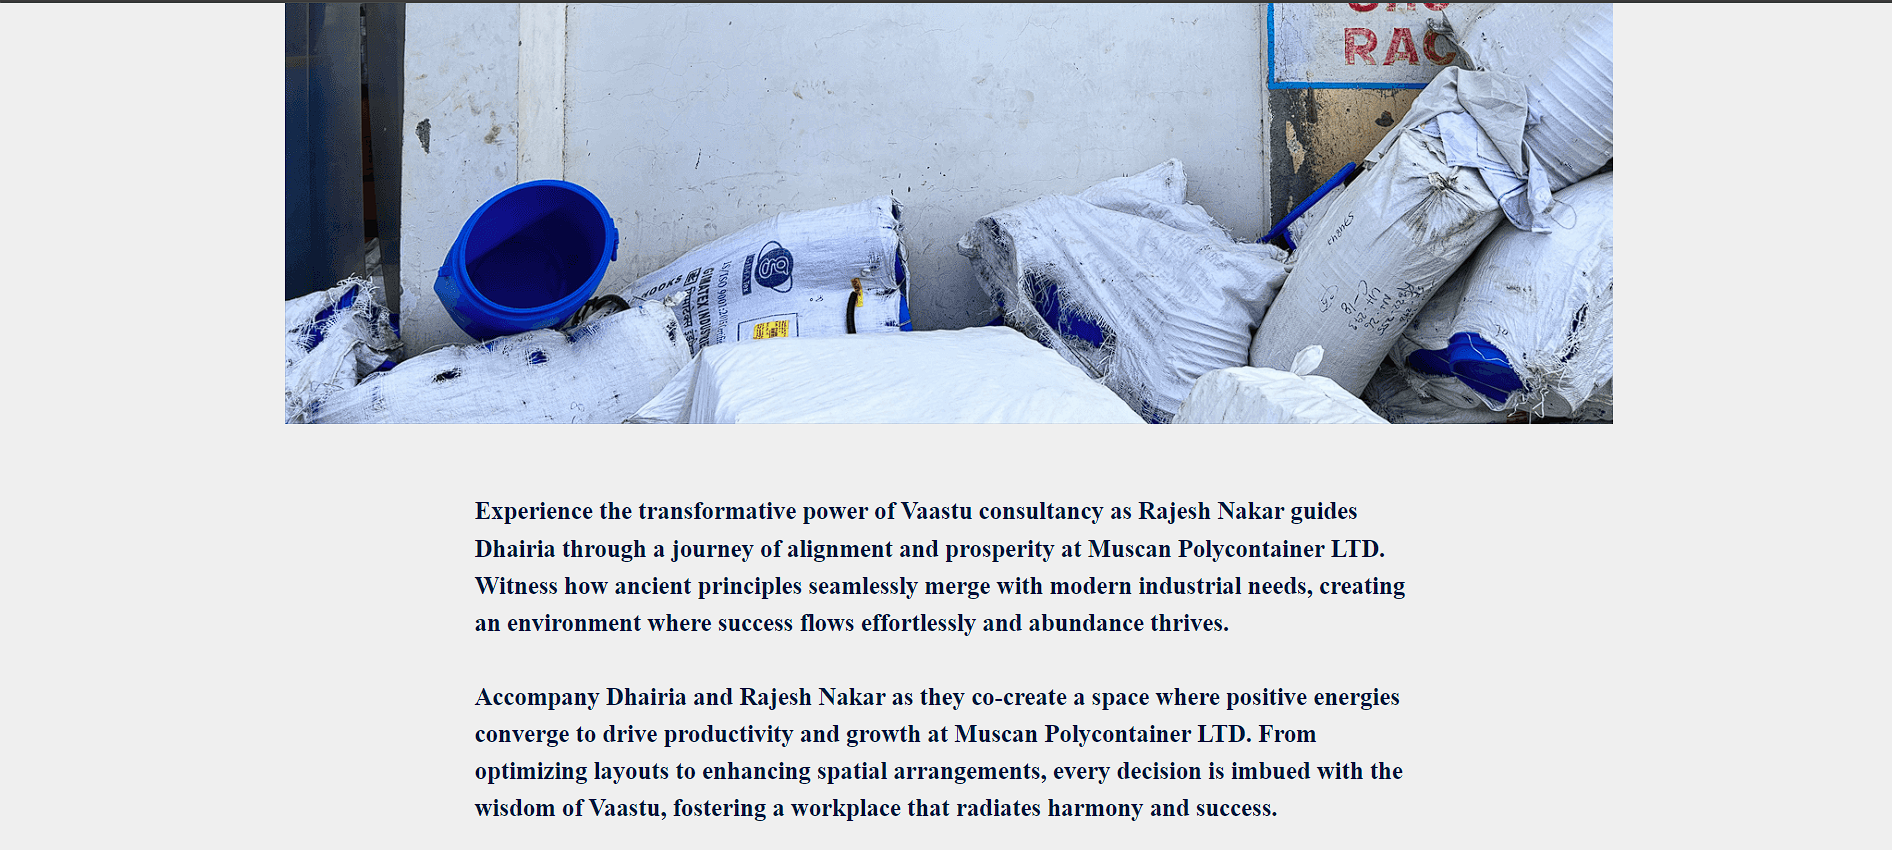 RAC
HOOKS
GIMATEX INDUS
Experience the transformative power of Vaastu consultancy as Rajesh Nakar guides
Dhairia through a journey of alignment and prosperity at Muscan Polycontainer LTD.
Witness how ancient principles seamlessly merge with modern industrial needs, creating
an environment where success flows effortlessly and abundance thrives.
Accompany Dhairia and Rajesh Nakar as they co-create a space where positive energies
converge to drive productivity and growth at Muscan Polycontainer LTD. From
optimizing layouts to enhancing spatial arrangements, every decision is imbued with the
wisdom of Vaastu, fostering a workplace that radiates harmony and success.